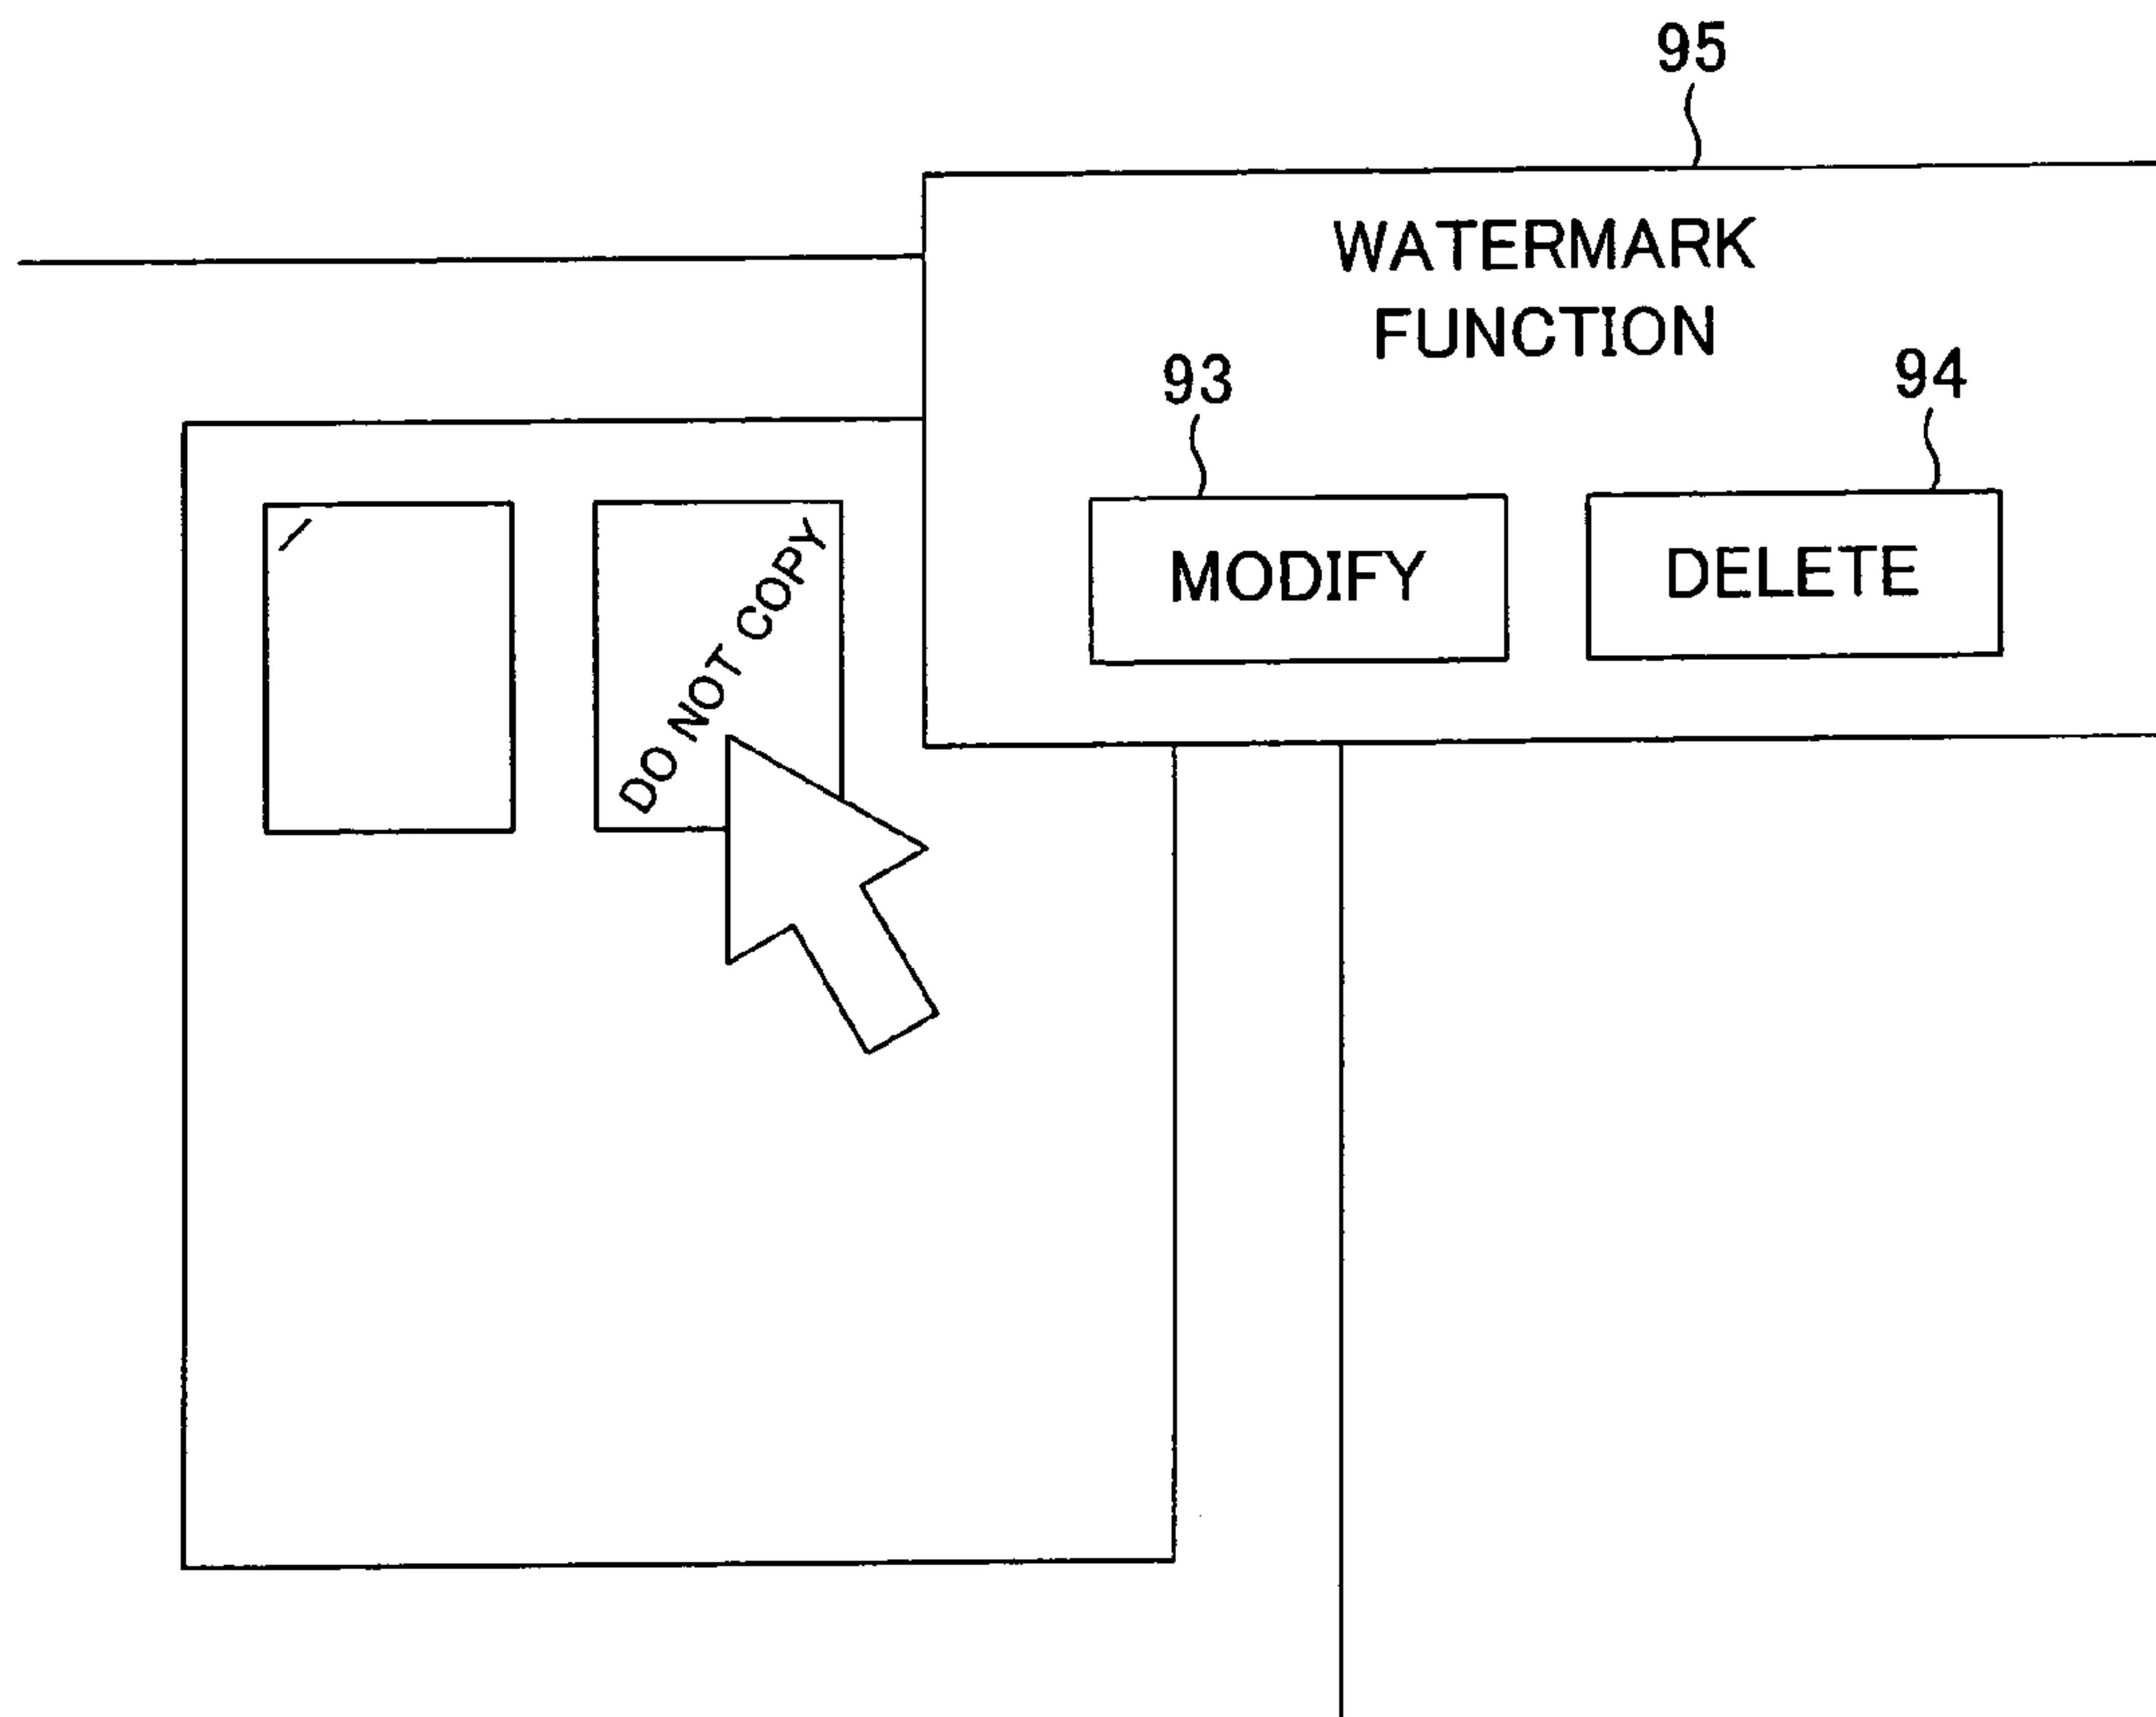 95
WATERMARK
FUNCTION
93
94
MODIFY
DELETE
DO NOT COPY